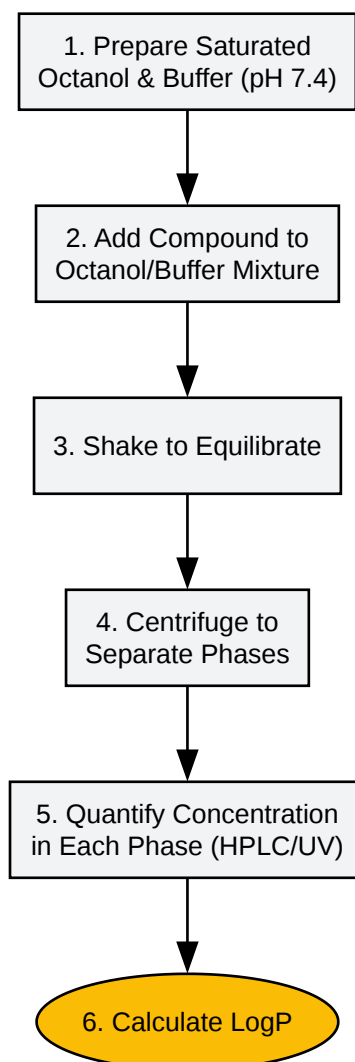 1. Prepare Saturated
Octanol & Buffer (pH 7.4)
2. Add Compound to
Octanol/Buffer Mixture
3. Shake to Equilibrate
4. Centrifuge to
Separate Phases
5. Quantify Concentration
in Each Phase (HPLC/UV)
6. Calculate LogP